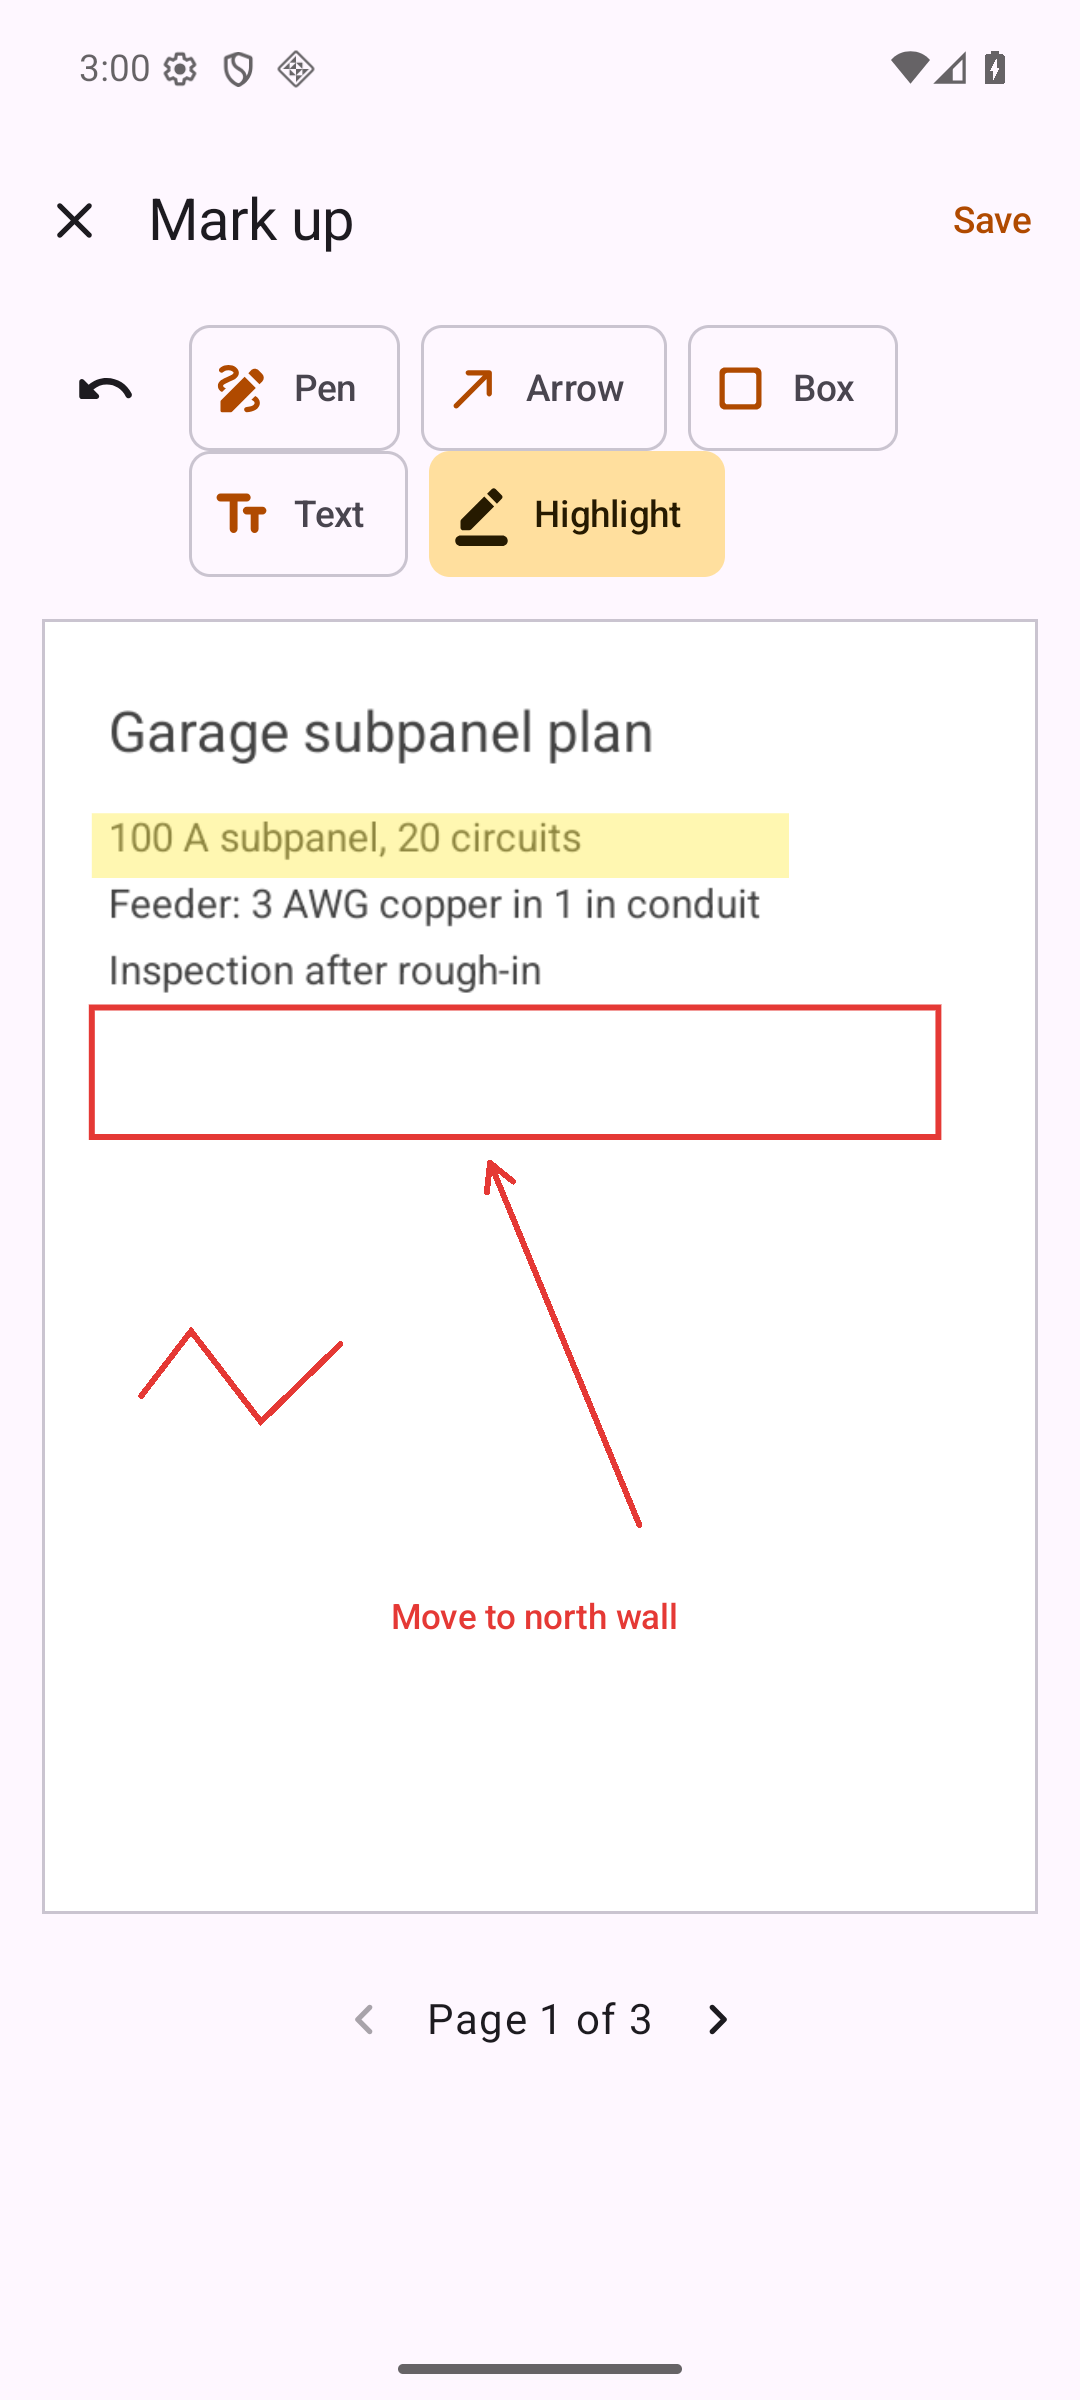 3:00
Mark up
Save
Pen
Arrow
Box
Text
Highlight
Garage subpanel plan
100 A subpanel, 20 circuits
Feeder: 3 AWG copper in 1 in conduit
Inspection after rough-in
Move to north wall
Page 1 of 3